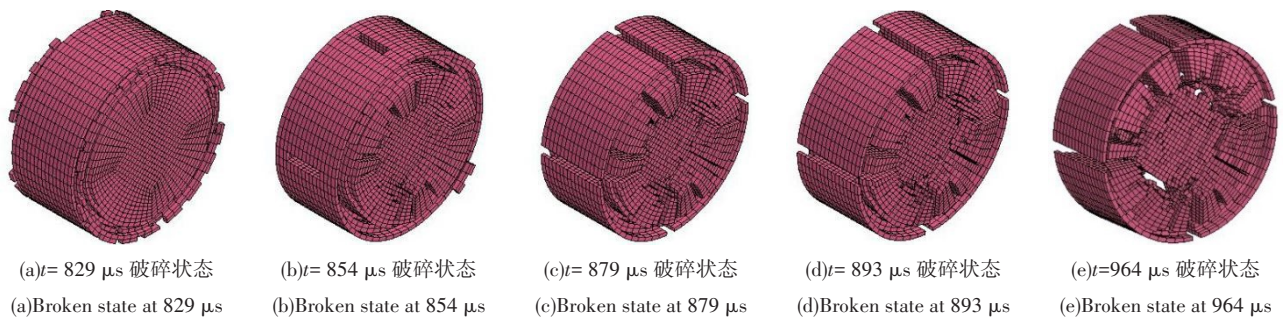 (a)t= 829 μs 破碎状态
(b)t= 854 μs 破碎状态
(c)t= 879 μs 破碎状态
(d)t= 893 μs 破碎状态
(e)t=964 μs 破碎状态
(a)Broken state at 829 μs
(b)Broken state at 854 μs
(c)Broken state at 879 μs
(d)Broken state at 893 μs
(e)Broken state at 964 μs